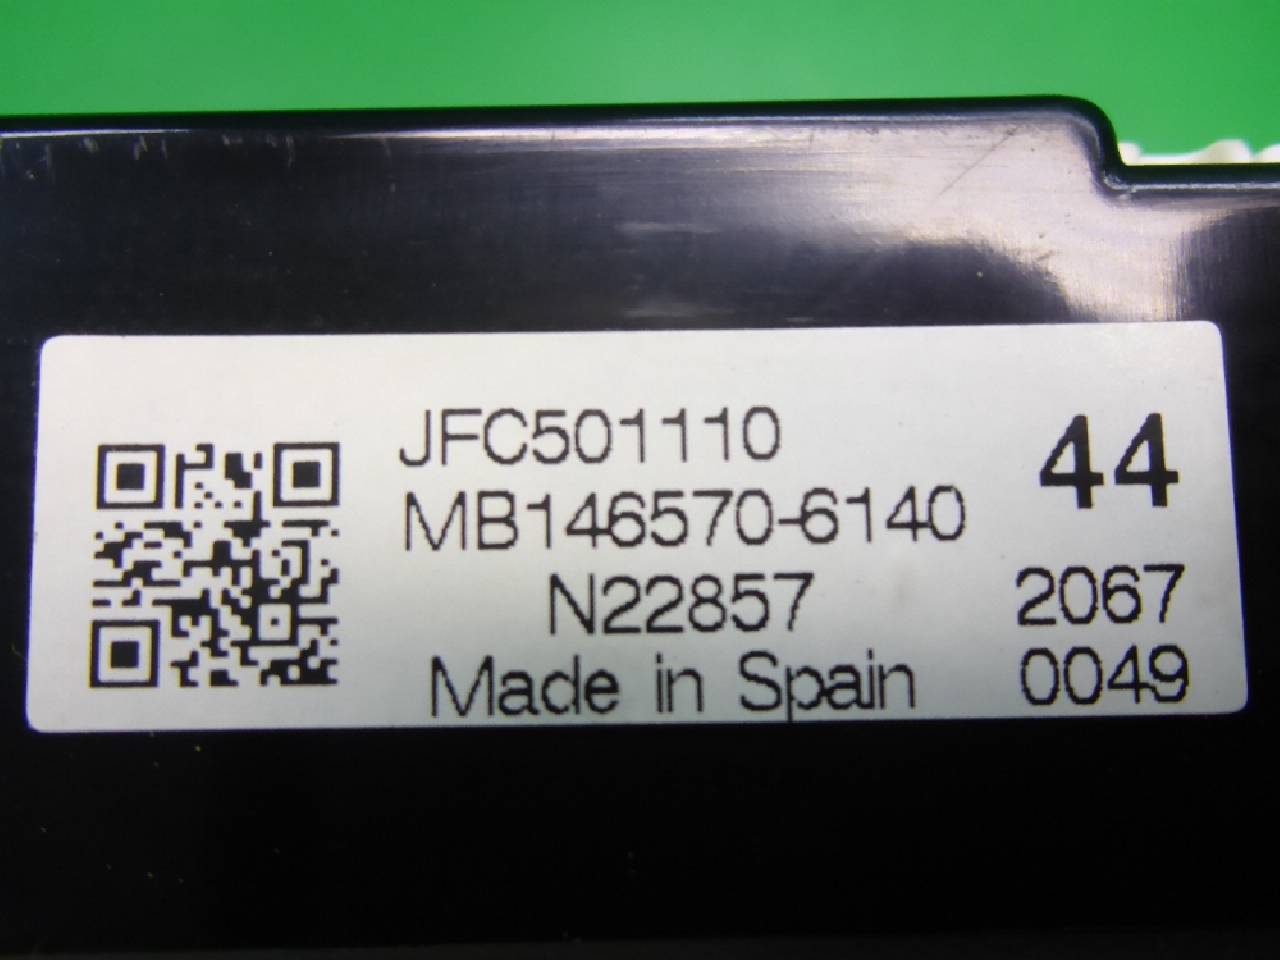 JFC501110
MB146570-6140
44
N22857
2067
Made in Spain
0049